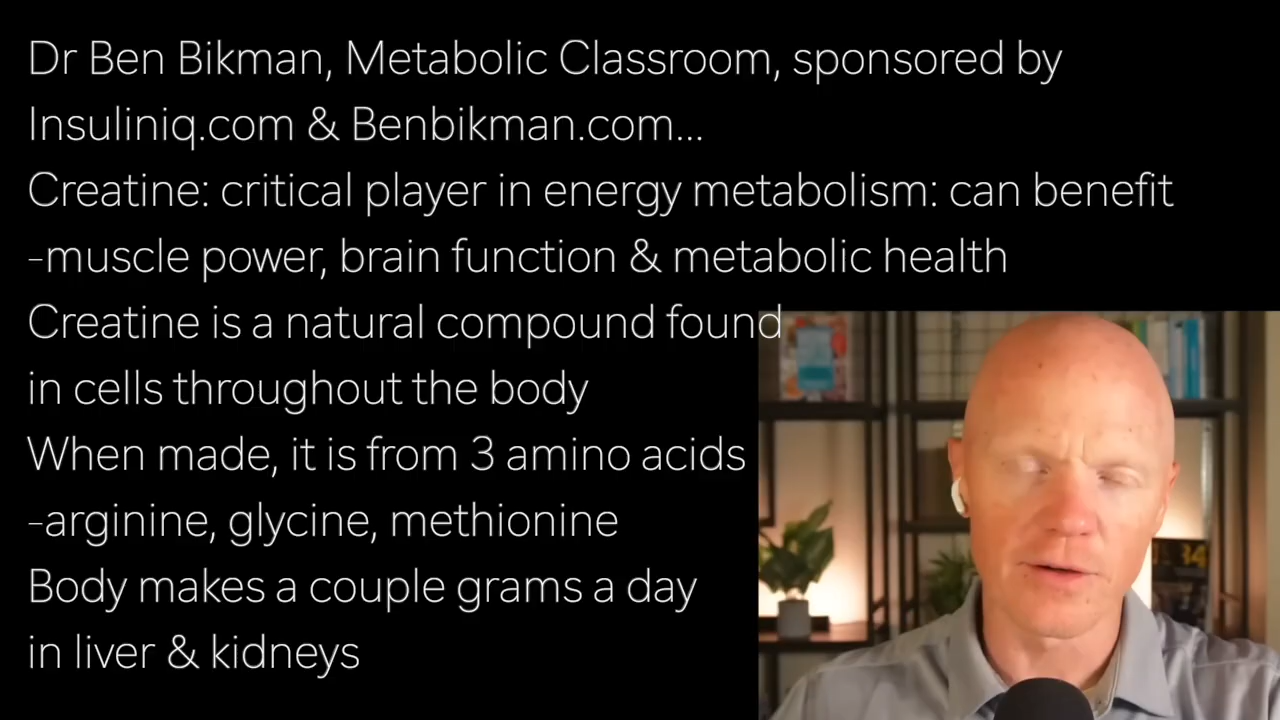 Dr Ben Bikman, Metabolic Classroom, sponsored by
Insuliniq.com & Benbikman.com...
Creatine: critical player in energy metabolism: can benefit
-muscle power, brain function & metabolic health
Creatine is a natural compound found
in cells throughout the body
When made, it is from 3 amino acids
-arginine, glycine, methionine
Body makes a couple grams a day
in liver & kidneys